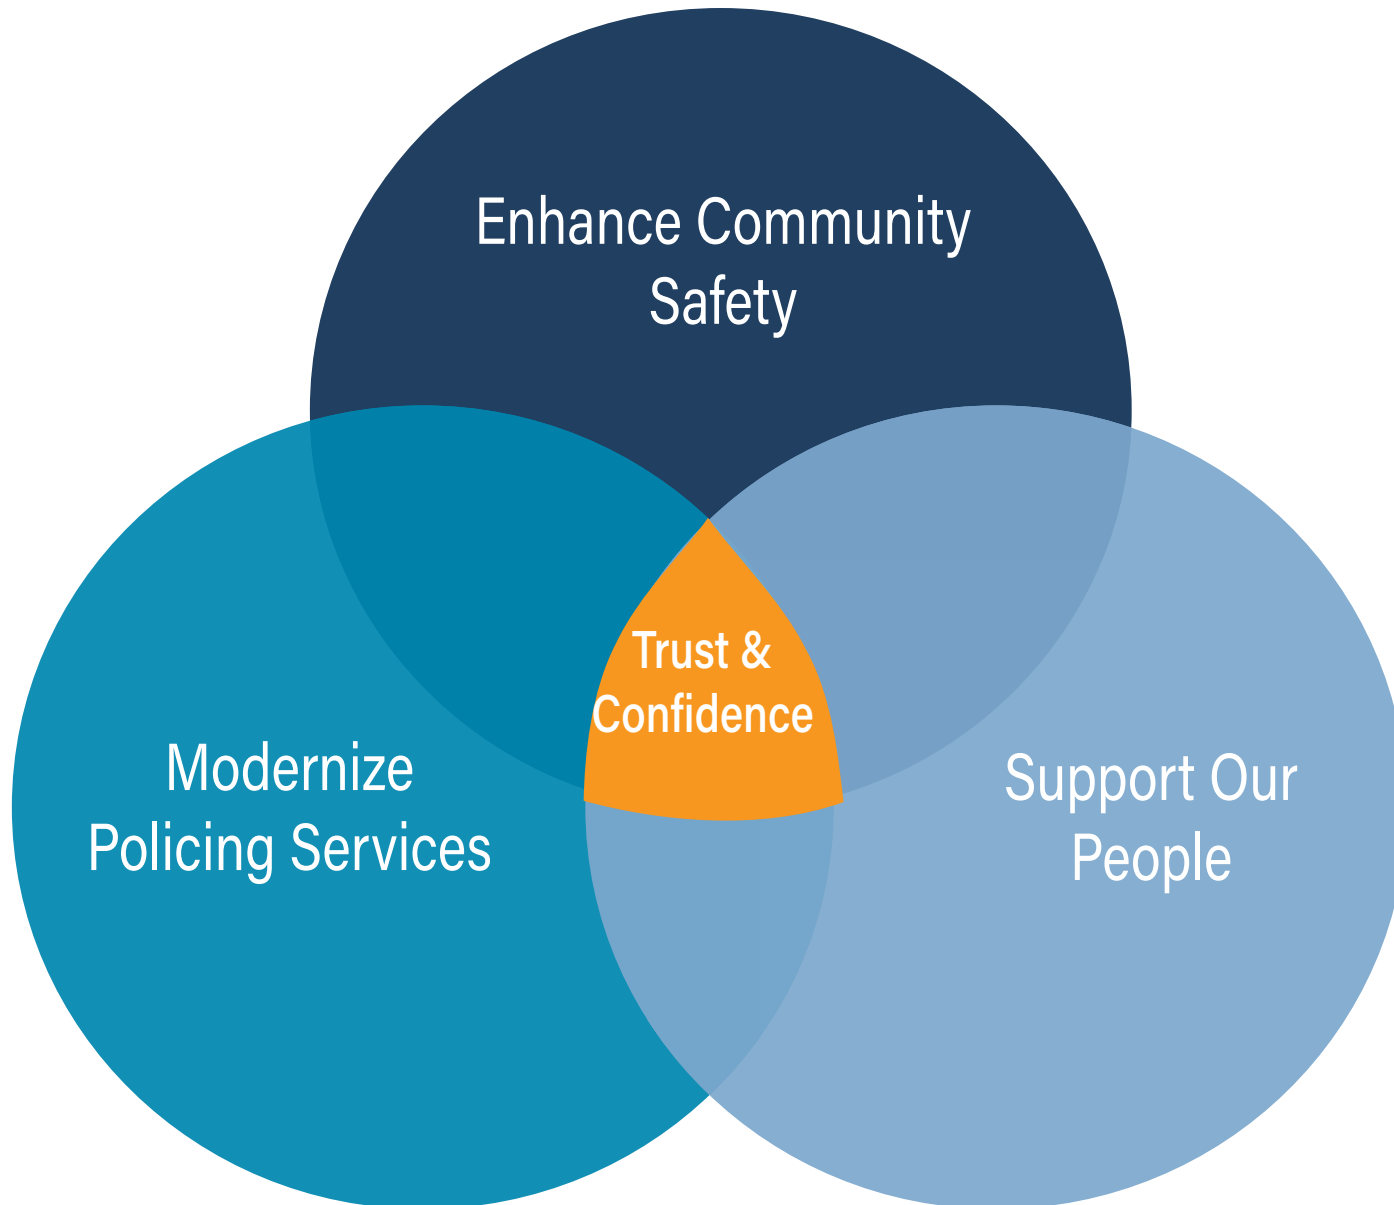 Enhance Community
Safety
Trust &
Confidence
Modernize
Policing Services
Support Our
People